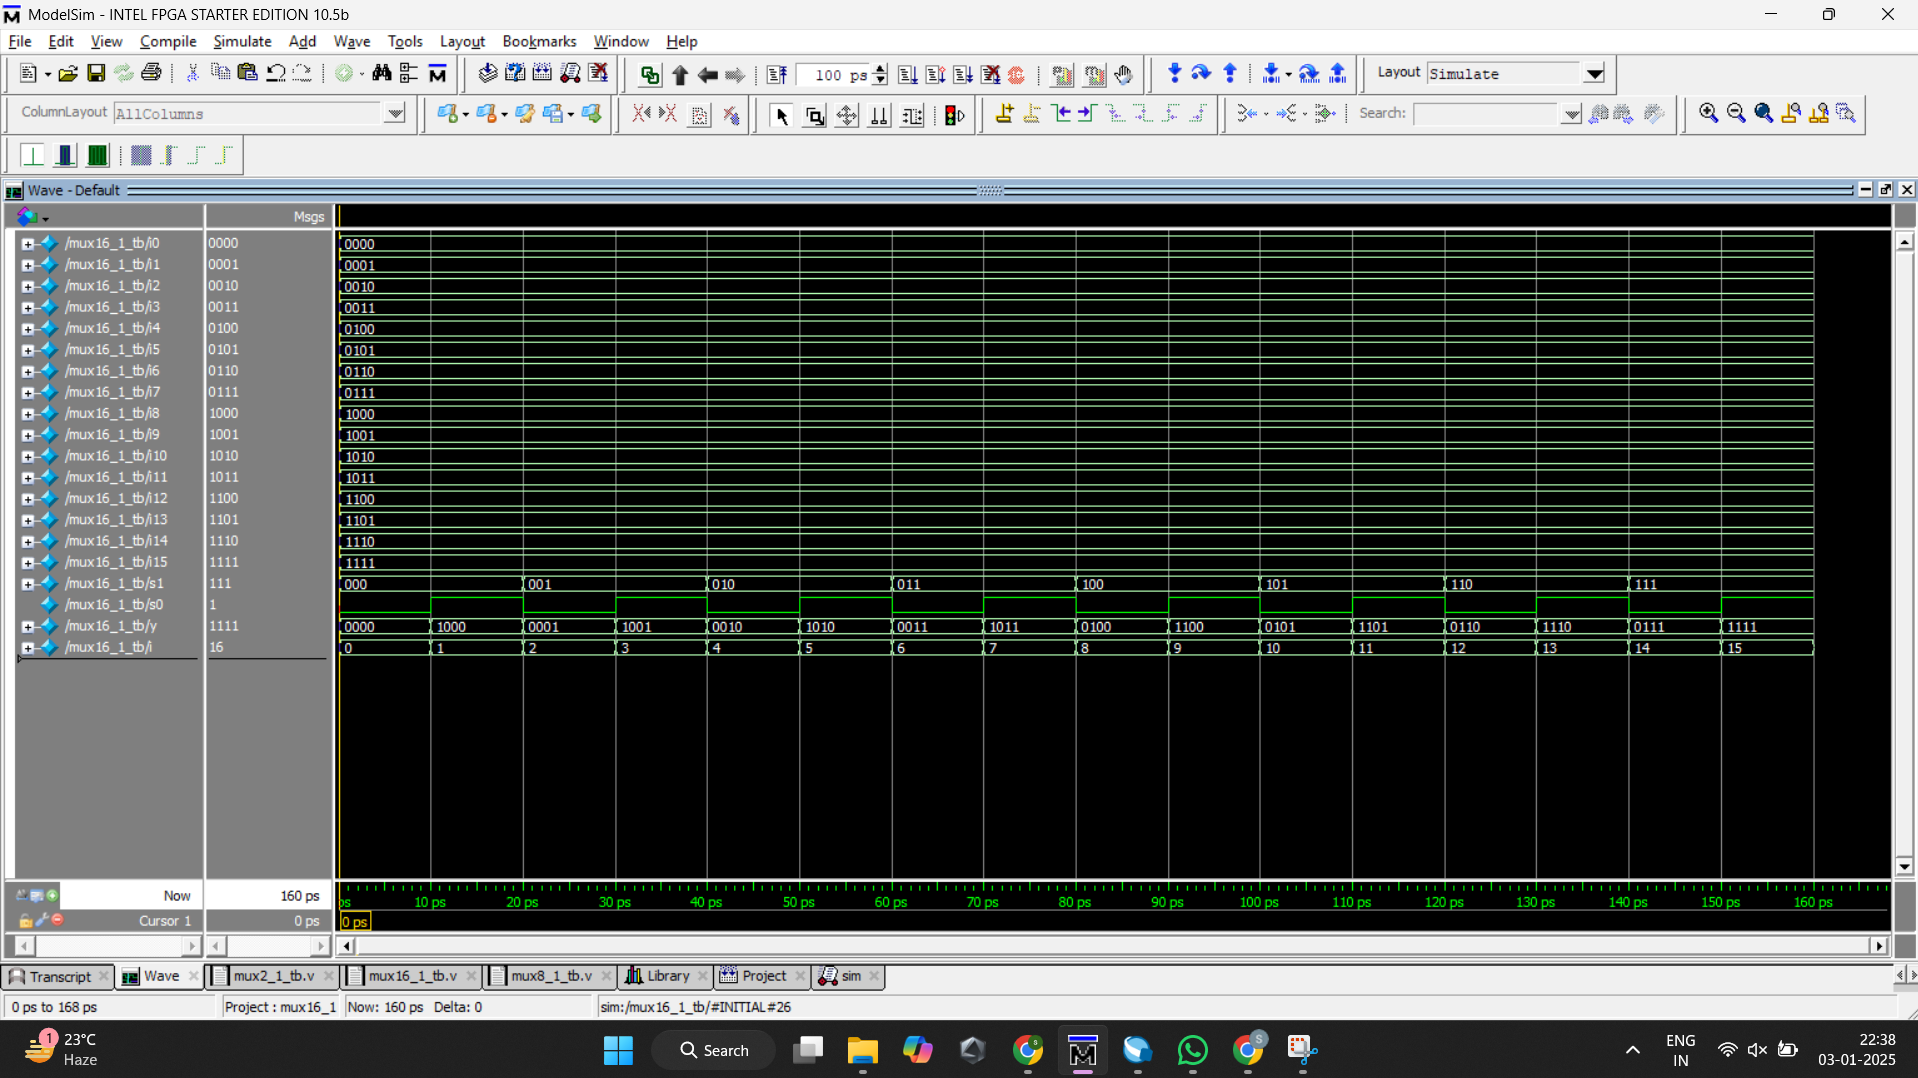 ModelSim - INTEL FPGA STARTER EDITION 10.5b
File Edit View Compile Simulate Add Wave Tools Layout Bookmarks Window Help
100 ps Layout Simulate
ColumnLayout AllColumns Search:
Wave - Default
Msgs
/mux16_1_tb/i0 0000 0000
/mux16_1_tb/i1 0001 0001
/mux16_1_tb/i2 0010 0010
/mux16_1_tb/i3 0011 0011
/mux16_1_tb/i4 0100 0100
/mux16_1_tb/i5 0101 0101
/mux16_1_tb/i6 0110 0110
/mux16_1_tb/i7 0111 0111
/mux16_1_tb/i8 1000 1000
/mux16_1_tb/i9 1001 1001
/mux16_1_tb/i10 1010 1010
/mux16_1_tb/i11 1011 1011
/mux16_1_tb/i12 1100 1100
/mux16_1_tb/i13 1101 1101
/mux16_1_tb/i14 1110 1110
/mux16_1_tb/i15 1111 1111
/mux16_1_tb/s1 111 000 001 010 011 100 101 110 111
/mux16_1_tb/s0 1
/mux16_1_tb/y 1111 0000 1000 0001 1001 0010 1010 0011 1011 0100 1100 0101 1101 0110 1110 0111 1111
/mux16_1_tb/i 16 0 1 2 3 4 5 6 7 8 9 10 11 12 13 14 15
Now 160 ps ps 10 ps 20 ps 30 ps 40 ps 50 ps 60 ps 70 ps 80 ps 90 ps 100 ps 110 ps 120 ps 130 ps 140 ps 150 ps 160 ps
Cursor 1 0 ps 0 ps
Transcript Wave mux2_1_tb.v mux16_1_tb.v mux8_1_tb.v Library Project sim
0 ps to 168 ps Project : mux16_1 Now: 160 ps Delta: 0 sim:/mux16_1_tb/#INITIAL#26
1 23°C Haze Search S ENG IN 22:38
03-01-2025